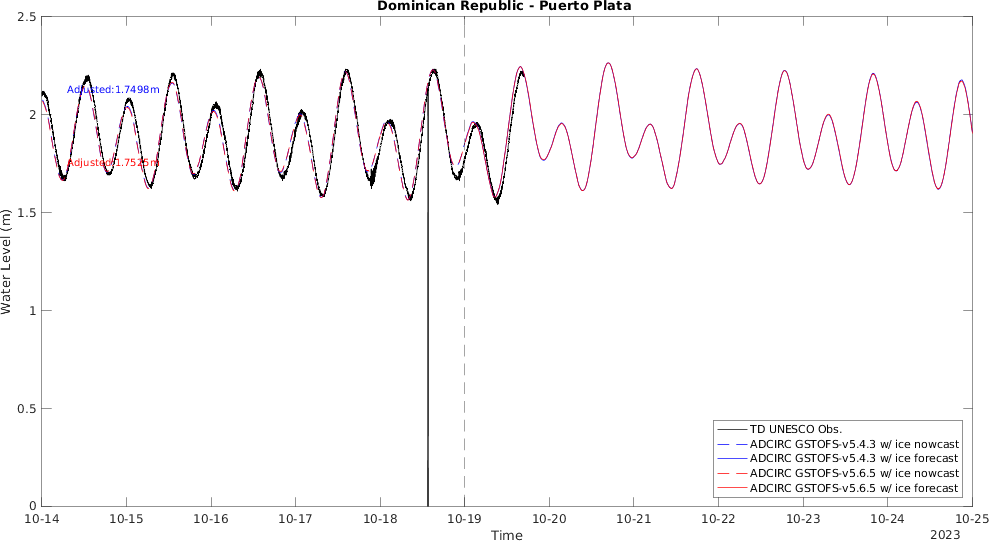 Dominican Republic - Puerto Plata
2.5
2
1.5
1
0.5
0
Water Level (m)
Adjusted:1.7498m
Adjusted:1.7525m
TD UNESCO Obs.
ADCIRC GSTOFS-v5.4.3 w/ ice nowcast
ADCIRC GSTOFS-v5.4.3 w/ ice forecast
ADCIRC GSTOFS-v5.6.5 w/ ice nowcast
ADCIRC GSTOFS-v5.6.5 w/ ice forecast
10-14 10-15 10-16 10-17 10-18 10-19 10-20 10-21 10-22 10-23 10-24 10-25
Time
2023